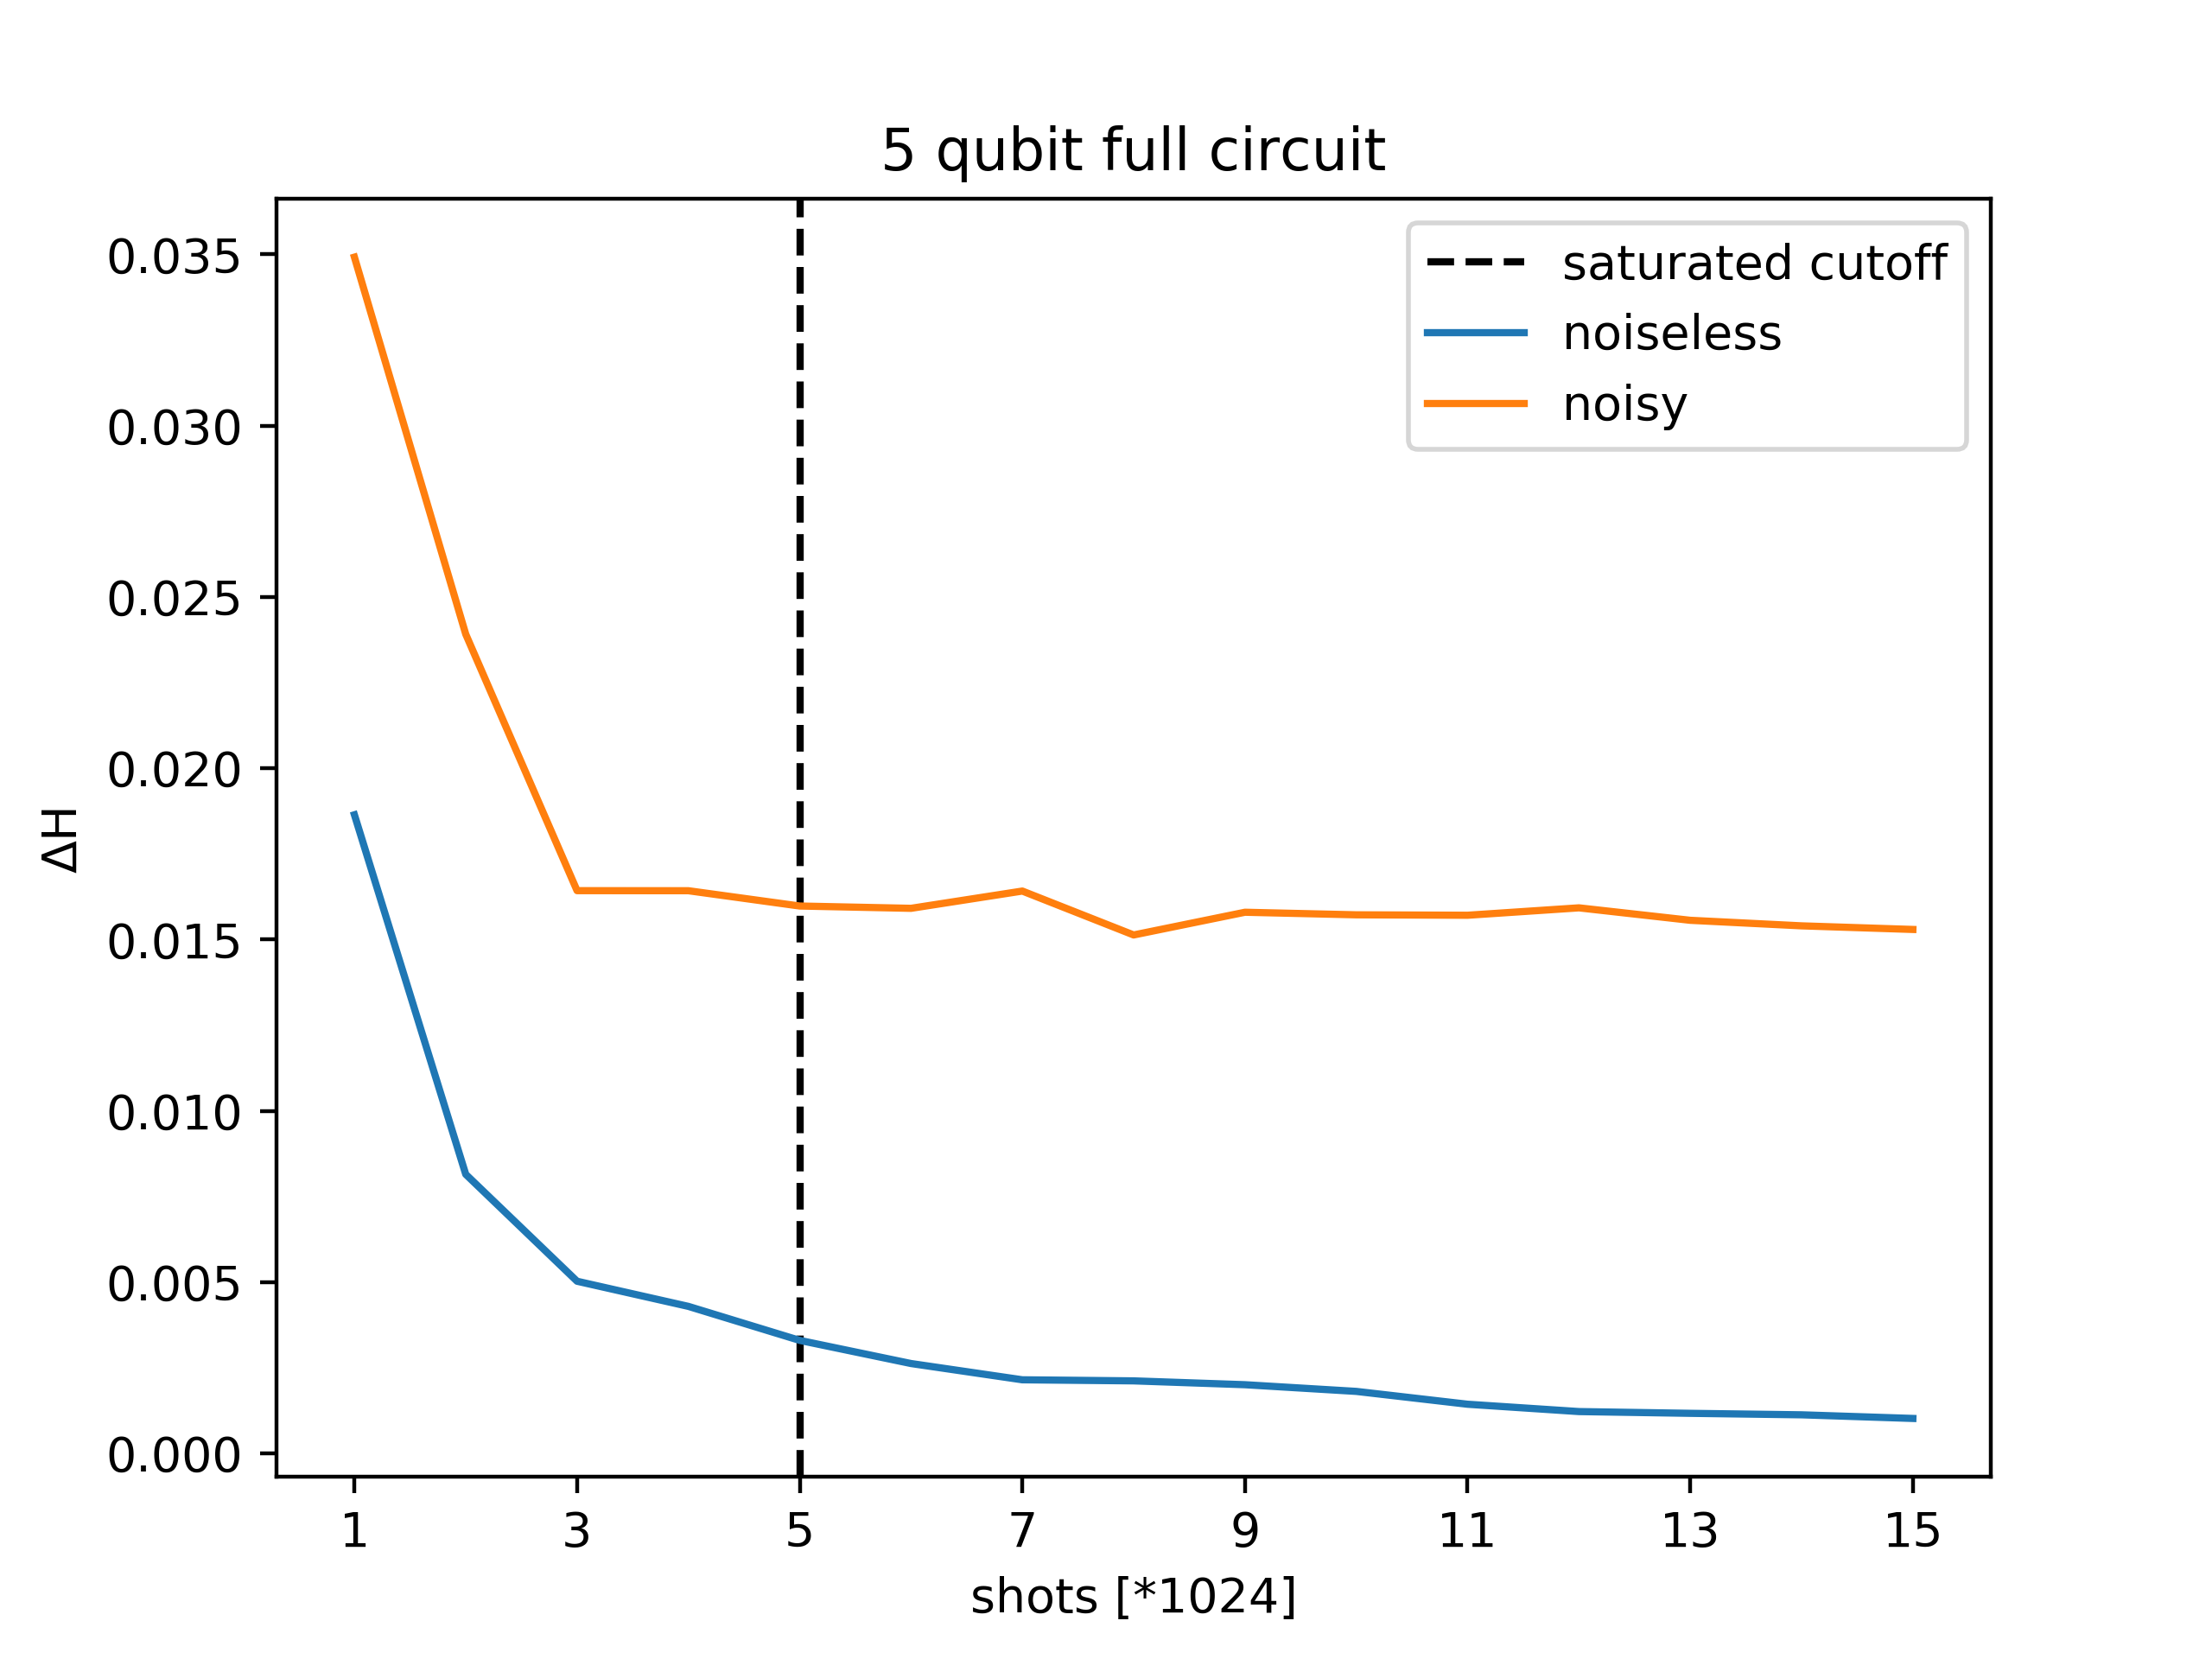 5 qubit full circuit
saturated cutoff
noiseless
noisy
0.035
0.030
0.025
0.020
0.015
0.010
0.005
0.000
ΔH
1 3 5 7 9 11 13 15
shots [*1024]